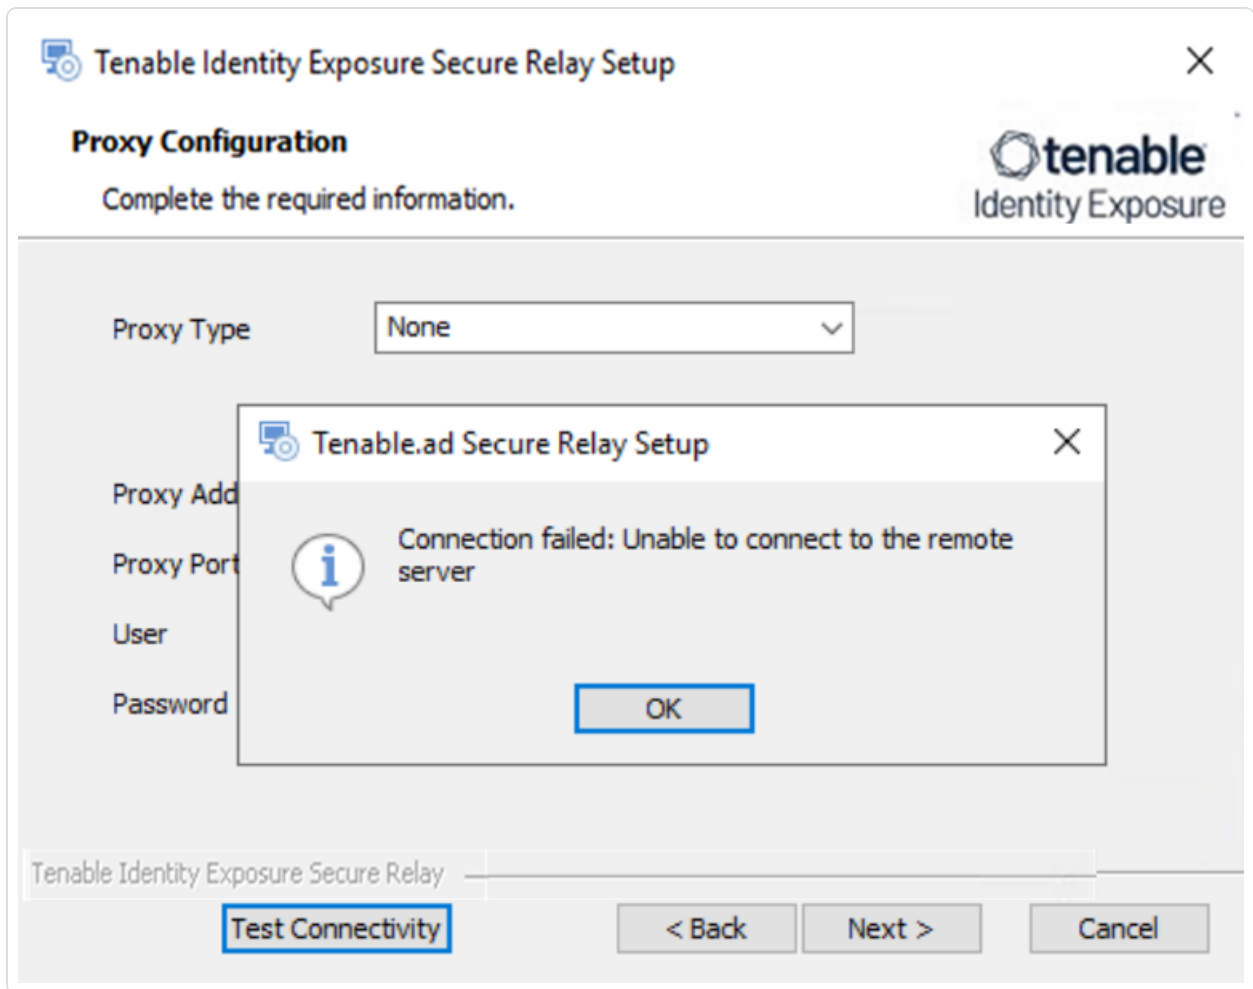 Tenable Identity Exposure Secure Relay Setup
Proxy Configuration
Complete the required information.
tenable
Identity Exposure
Proxy Type
None
Tenable.ad Secure Relay Setup
Proxy Add
Connection failed: Unable to connect to the remote
server
Proxy Port
User
Password
OK
Tenable Identity Exposure Secure Relay
Test Connectivity
< Back
Next >
Cancel